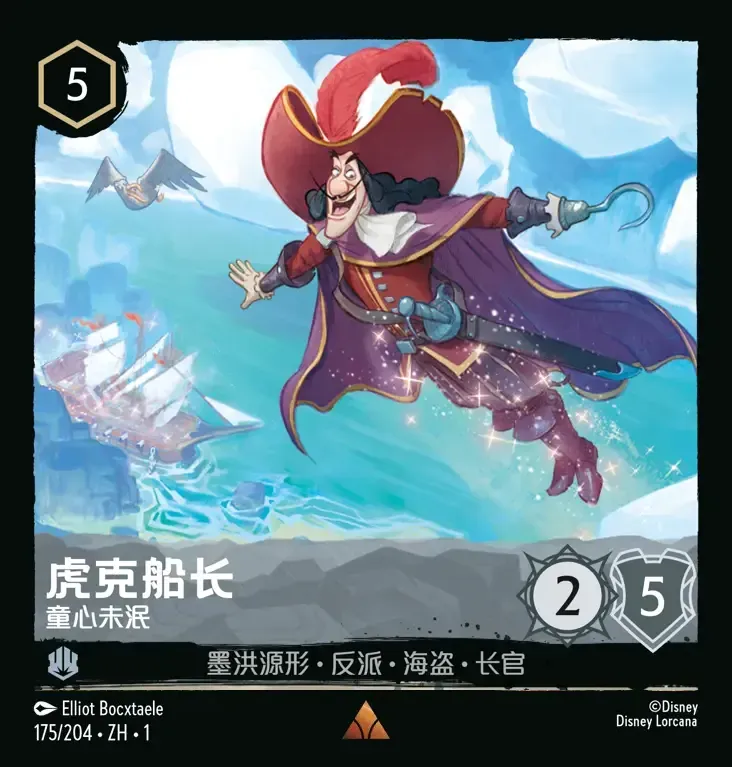 5
虎克船长
童心未泯
2
5
墨洪源形・反派・海盗・长官
Elliot Bocxtaele
175/204 • ZH • 1
©Disney
Disney Lorcana